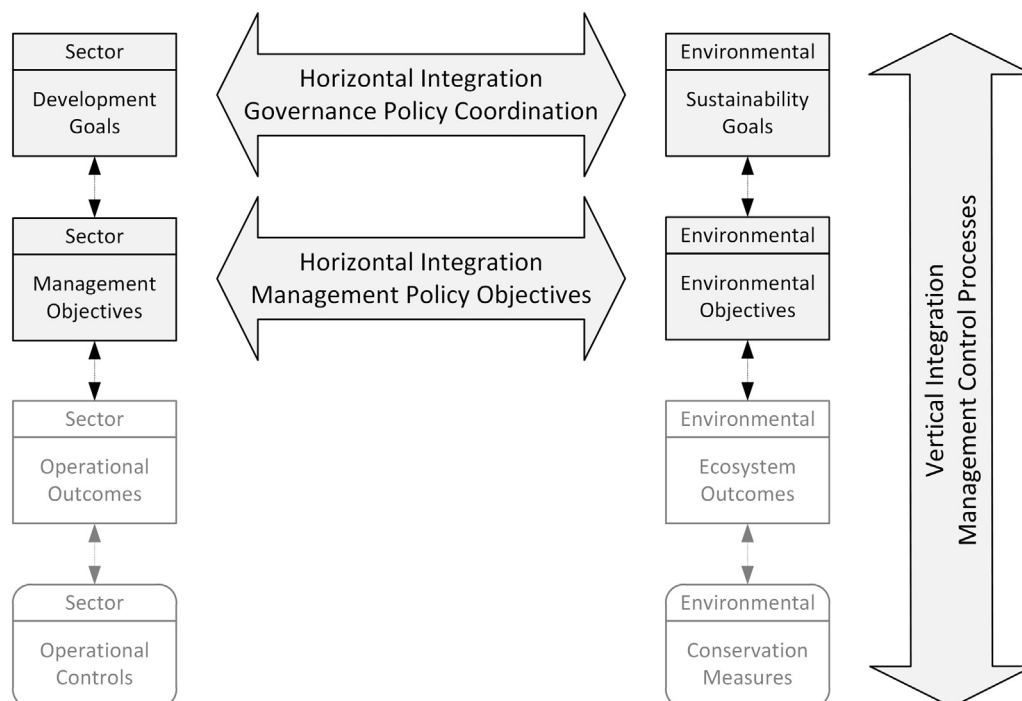 Sector
Development
Goals
Horizontal Integration
Governance Policy Coordination
Environmental
Sustainability
Goals
Sector
Management
Objectives
Horizontal Integration
Management Policy Objectives
Environmental
Environmental
Objectives
Sector
Operational
Outcomes
Environmental
Ecosystem
Outcomes
Sector
Operational
Controls
Environmental
Conservation
Measures
Vertical Integration
Management Control Processes